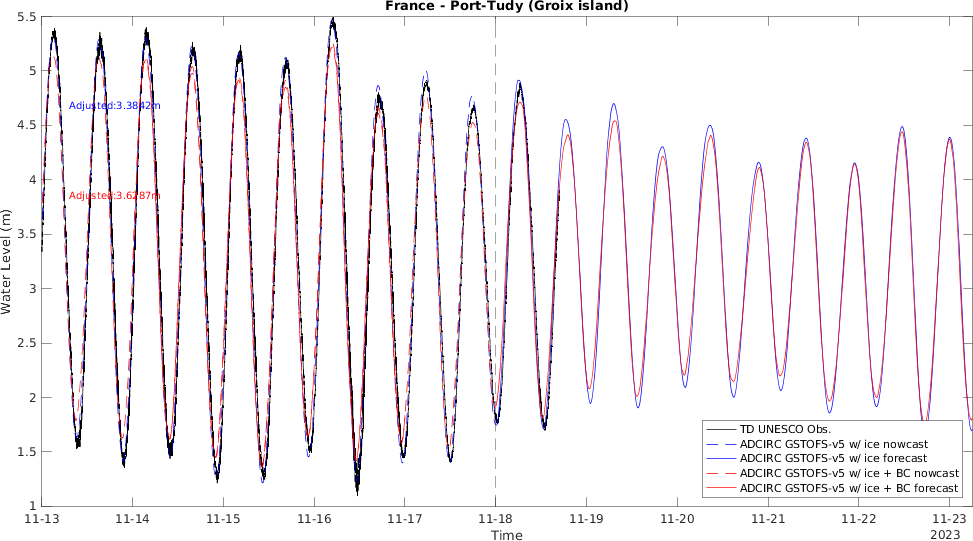 France - Port-Tudy (Groix island)
5.5
5
4.5
4
3.5
3
2.5
2
1.5
1
Water Level (m)
Adjusted:3.3842m
Adjusted:3.6287m
TD UNESCO Obs.
ADCIRC GSTOFS-v5 w/ ice nowcast
ADCIRC GSTOFS-v5 w/ ice forecast
ADCIRC GSTOFS-v5 w/ ice + BC nowcast
ADCIRC GSTOFS-v5 w/ ice + BC forecast
11-13 11-14 11-15 11-16 11-17 11-18 11-19 11-20 11-21 11-22 11-23
2023
Time